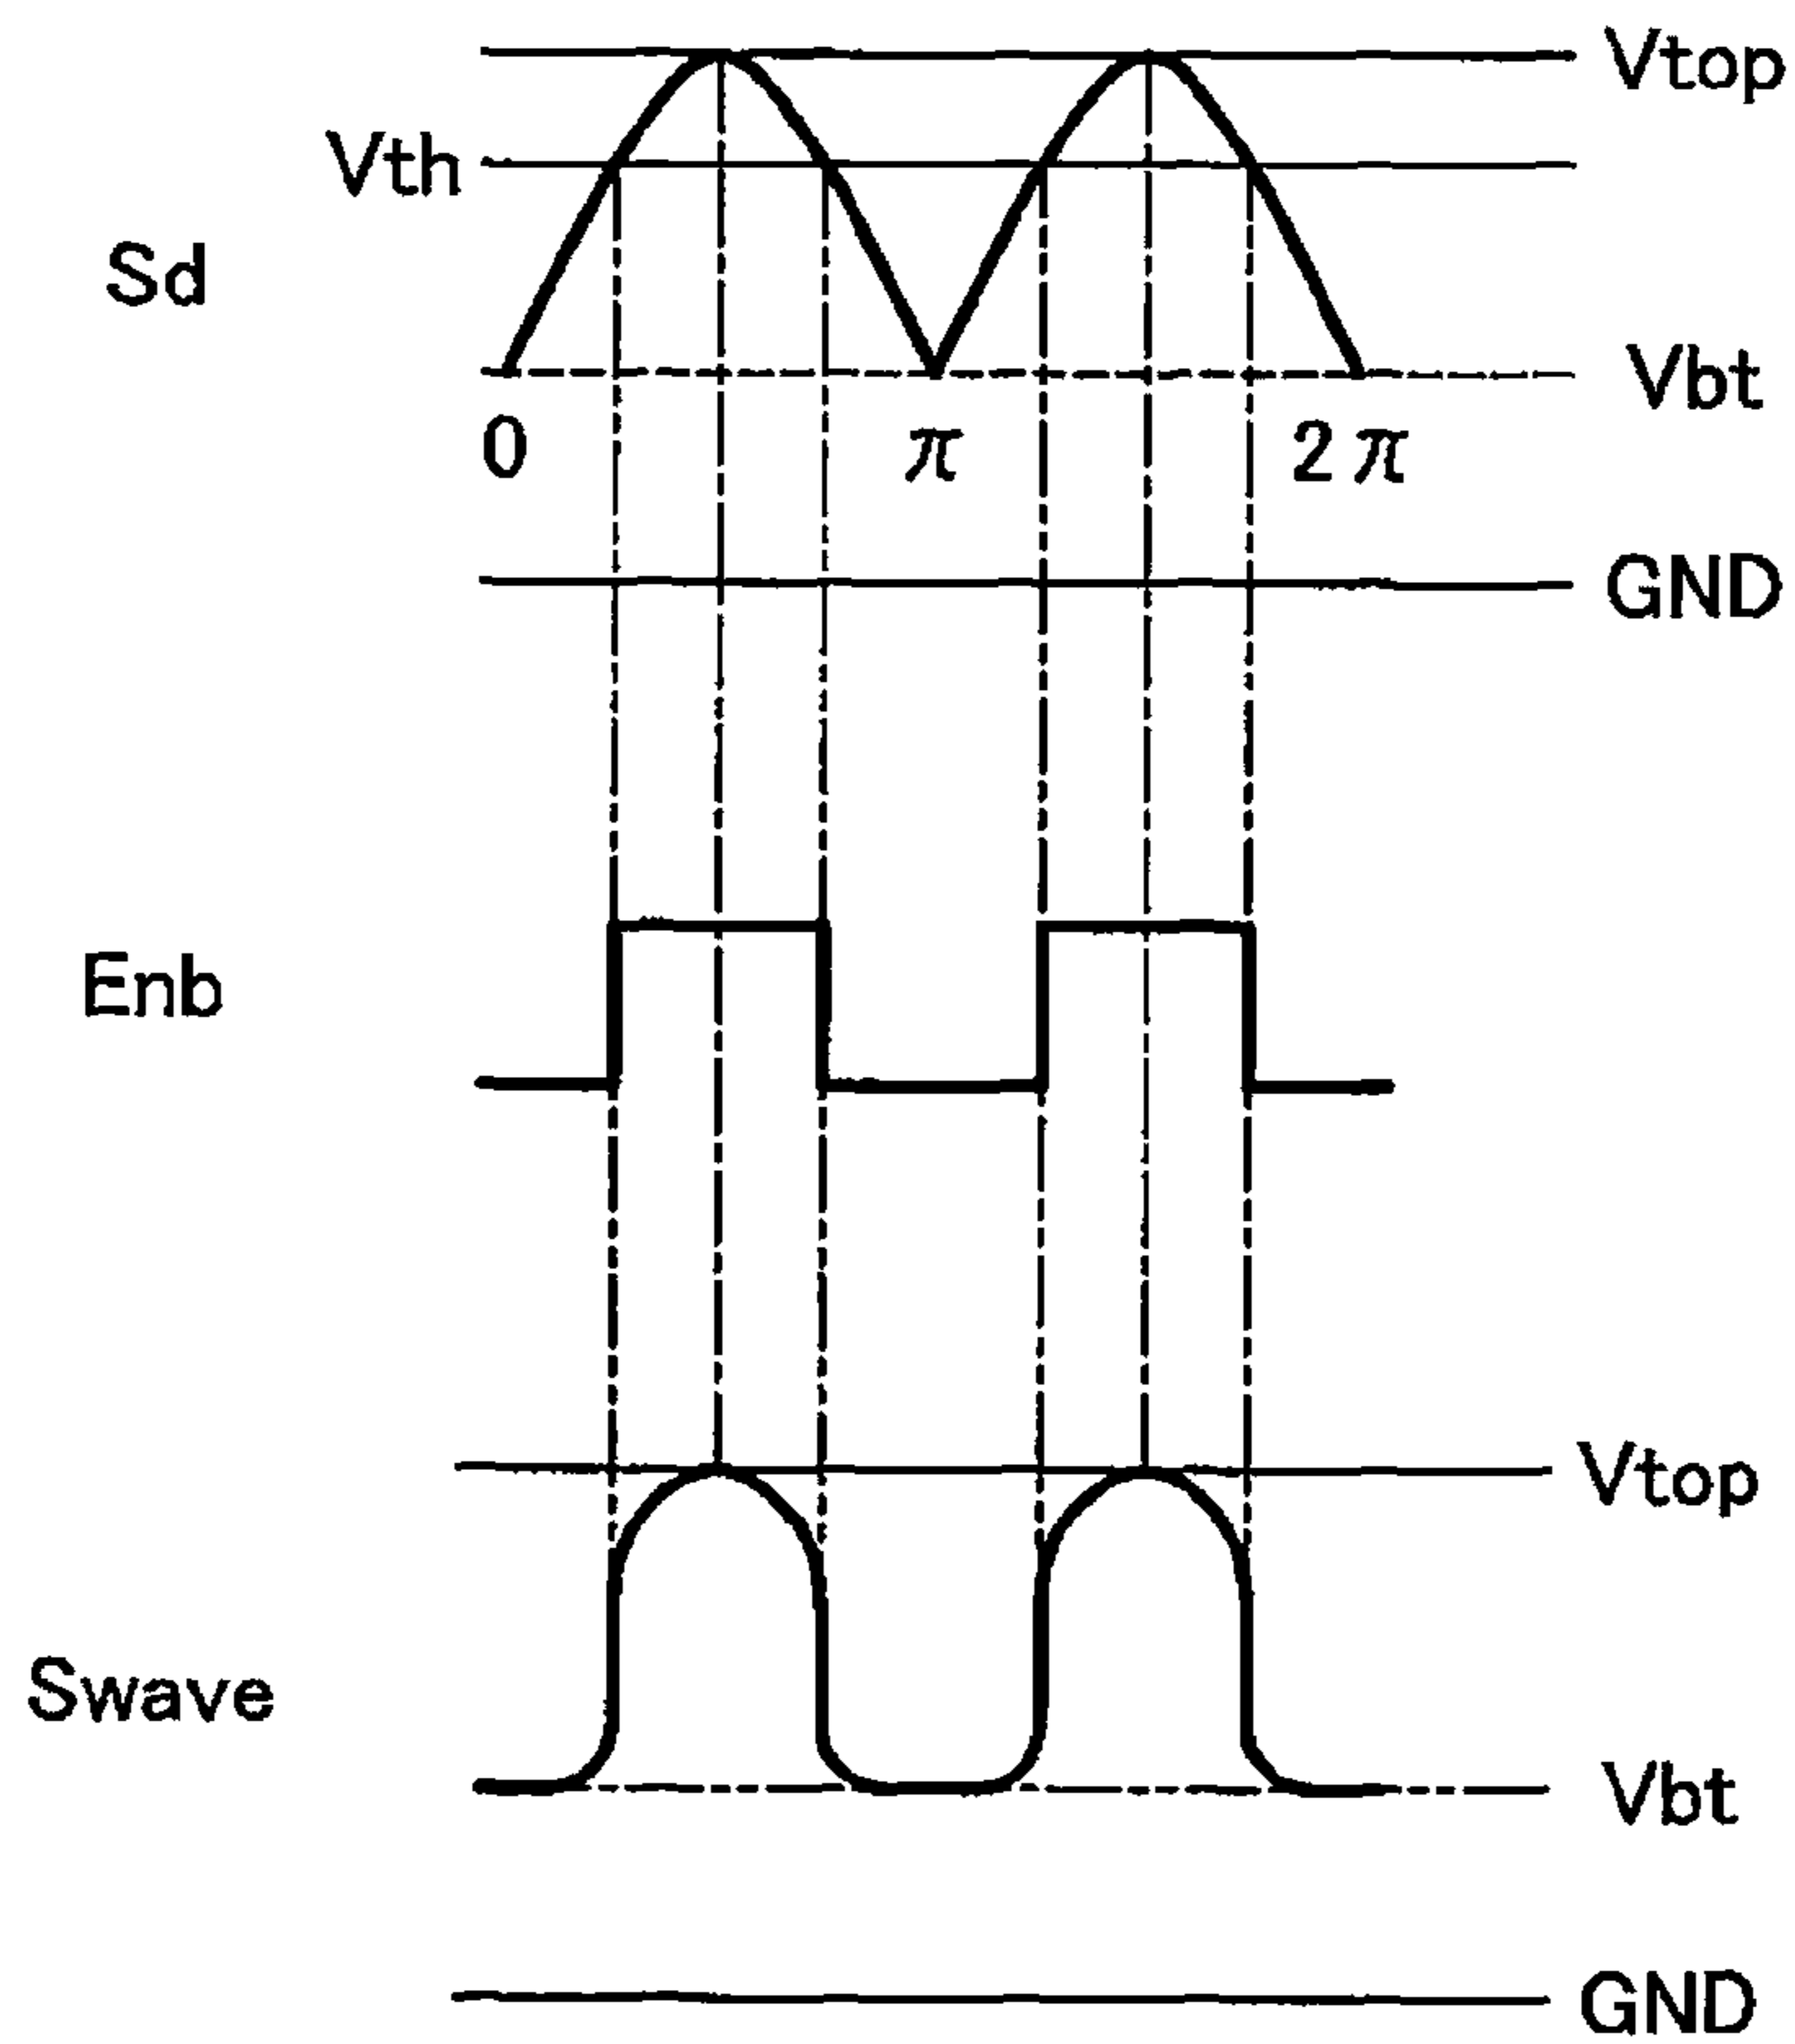 Vtop
Vth
Sd
Vbt
0 π 2π
GND
Enb
Vtop
Swave
Vbt
GND